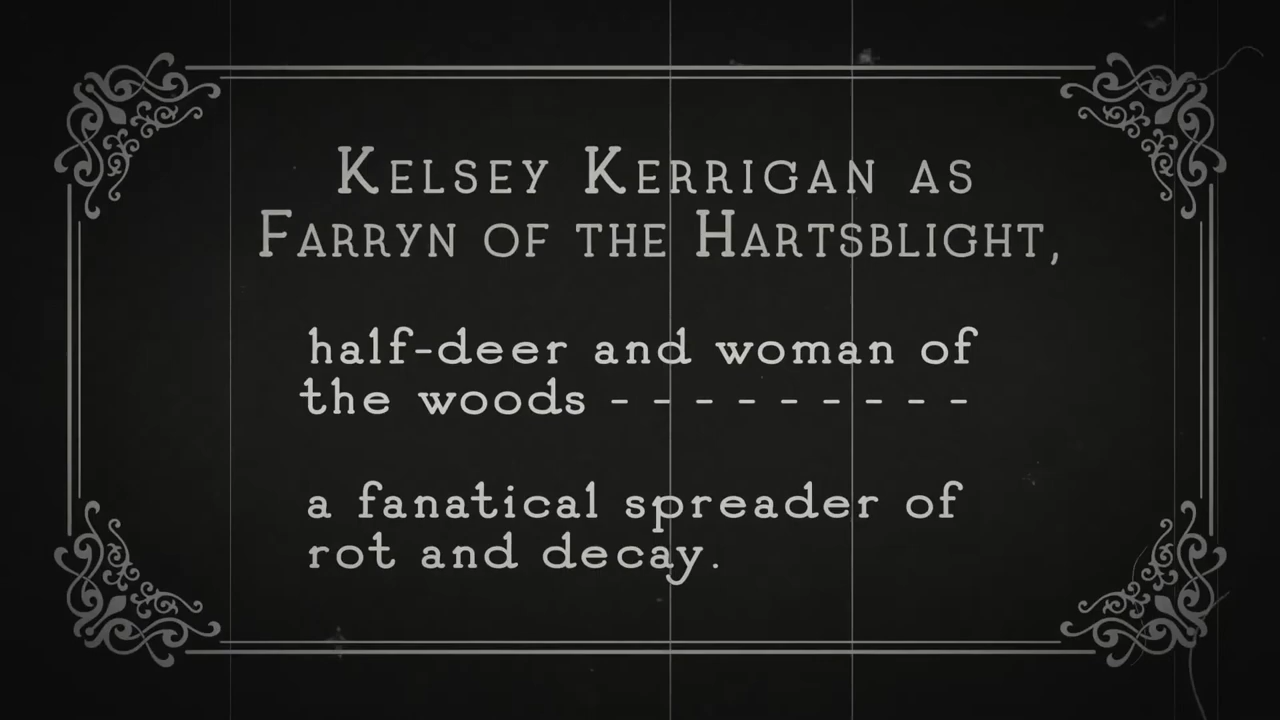 Kelsey Kerrigan as
Farryn of the Hartsblight,
half-deer and woman of
the woods - - - - - - - - -
a fanatical spreader of
rot and decay.